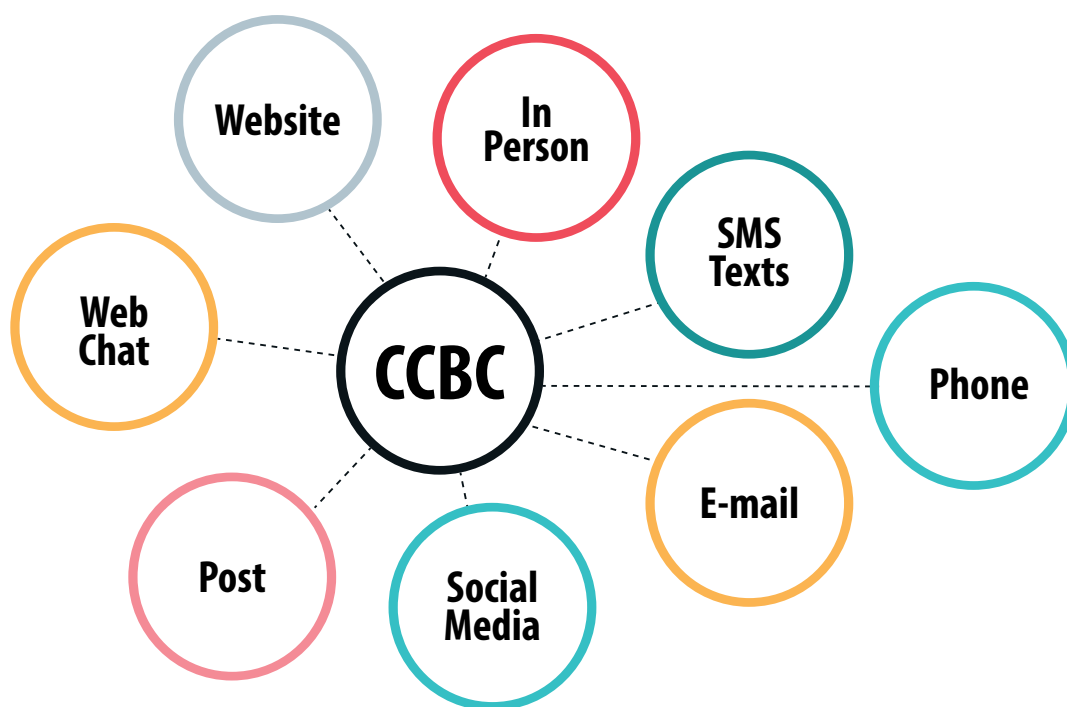 Website
In
Person
SMS
Texts
Web
Chat
CCBC
Phone
E-mail
Post
Social
Media